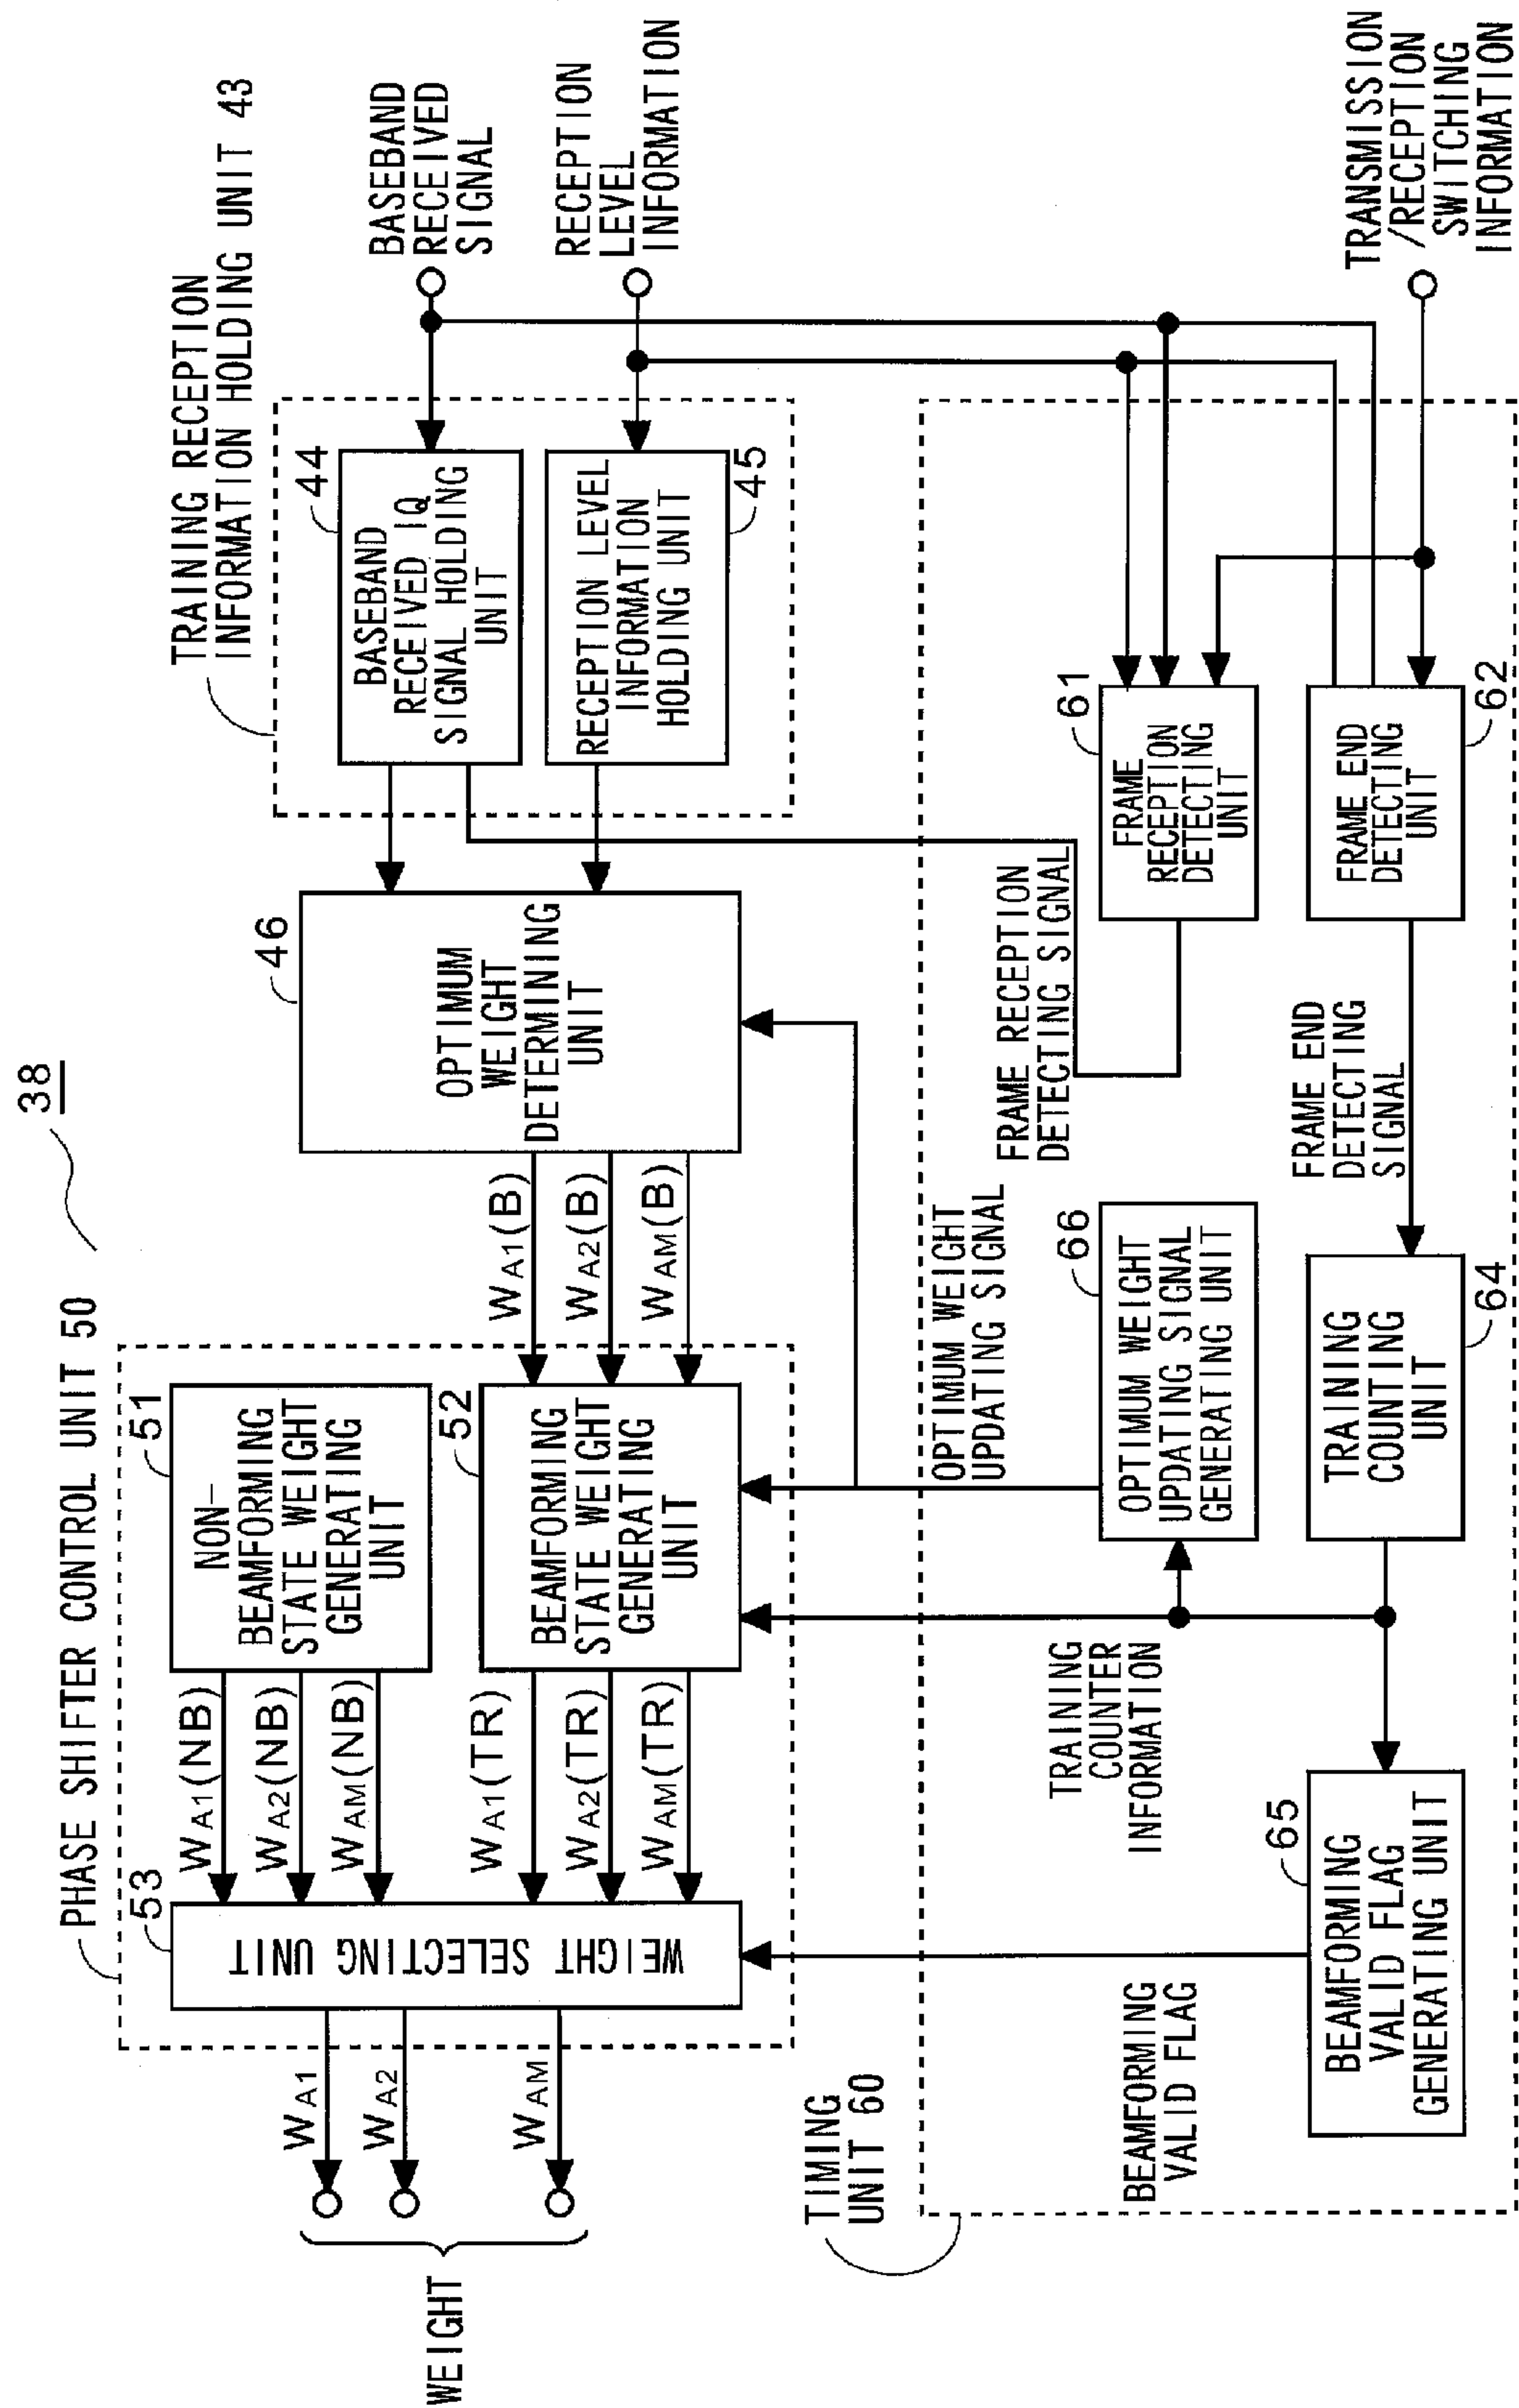 38
PHASE SHIFTER CONTROL UNIT 50
TRAINING RECEPTION
INFORMATION HOLDING UNIT 43
WEIGHT
WA1
WA2
WAM
53
WEIGHT SELECTING UNIT
WA1(NB)
WA2(NB)
WAM(NB)
WA1(TR)
WA2(TR)
WAM(TR)
51
NON-
BEAMFORMING
STATE WEIGHT
GENERATING
UNIT
52
BEAMFORMING
STATE WEIGHT
GENERATING
UNIT
WA1(B)
WA2(B)
WAM(B)
46
OPTIMUM
WEIGHT
DETERMINING
UNIT
44
BASEBAND
RECEIVED IQ
SIGNAL HOLDING
UNIT
RECEPTION LEVEL
INFORMATION
HOLDING UNIT
45
BASEBAND
RECEIVED
SIGNAL
RECEPTION
LEVEL
INFORMATION
TIMING
UNIT 60
BEAMFORMING
VALID FLAG
65
BEAMFORMING
VALID FLAG
GENERATING UNIT
TRAINING
COUNTER
INFORMATION
OPTIMUM WEIGHT
UPDATING SIGNAL
66
OPTIMUM WEIGHT
UPDATING SIGNAL
GENERATING UNIT
TRAINING
COUNTING
UNIT
64
FRAME RECEPTION
DETECTING SIGNAL
FRAME END
DETECTING
SIGNAL
61
FRAME
RECEPTION
DETECTING
UNIT
FRAME END
DETECTING
UNIT
62
TRANSMISSION
/RECEPTION
SWITCHING
INFORMATION